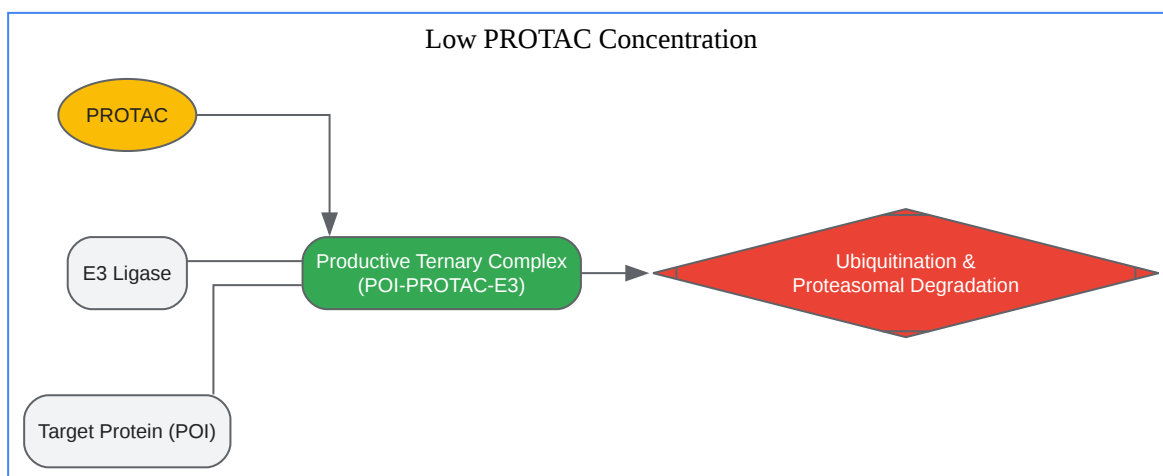 Low PROTAC Concentration
PROTAC
E3 Ligase
Productive Ternary Complex
(POI-PROTAC-E3)
Ubiquitination &
Proteasomal Degradation
Target Protein (POI)